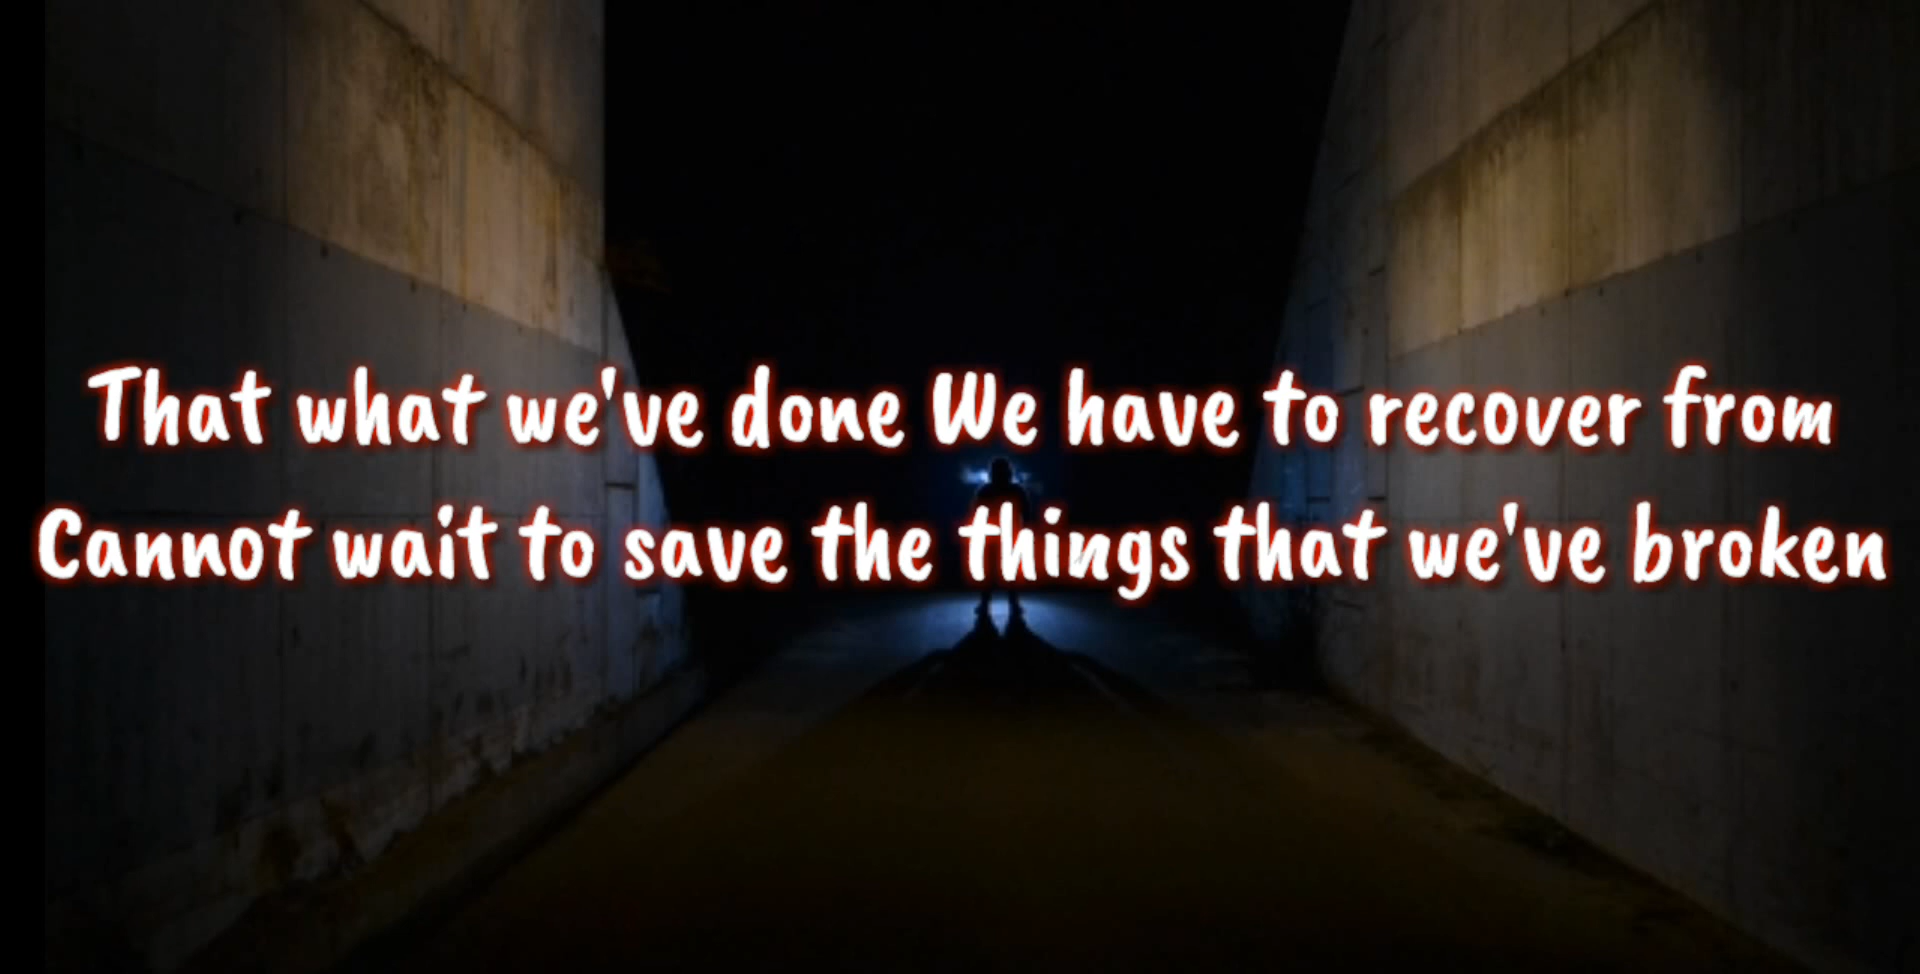 That what we've done We have to recover from
Cannot wait to save the things that we've broken